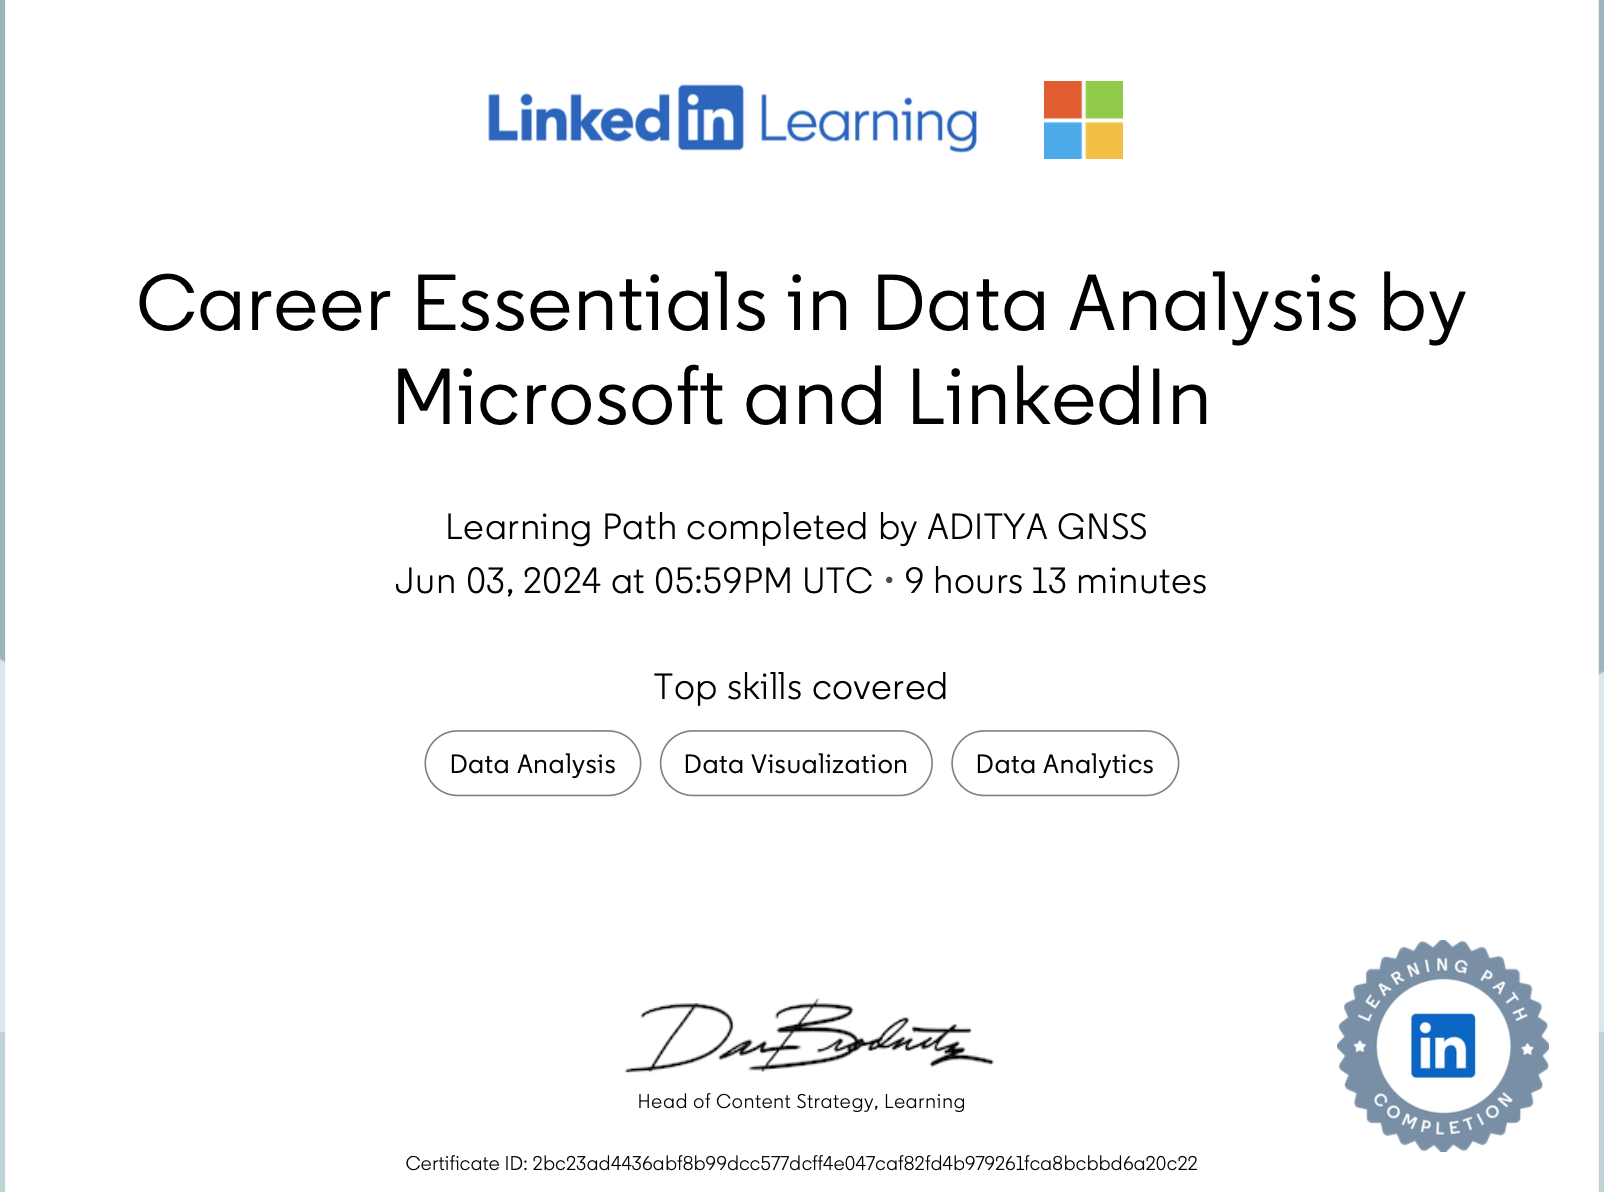 Linked in Learning
Career Essentials in Data Analysis by
Microsoft and LinkedIn
Learning Path completed by ADITYA GNSS
Jun 03, 2024 at 05:59PM UTC • 9 hours 13 minutes
Top skills covered
Data Analysis Data Visualization Data Analytics
Dan Brodnitz
Head of Content Strategy, Learning
LEARNING PATH
in
COMPLETION
Certificate ID: 2bc23ad4436abf8b99dcc577dcff4e047caf82fd4b979261fca8bcbbd6a20c22